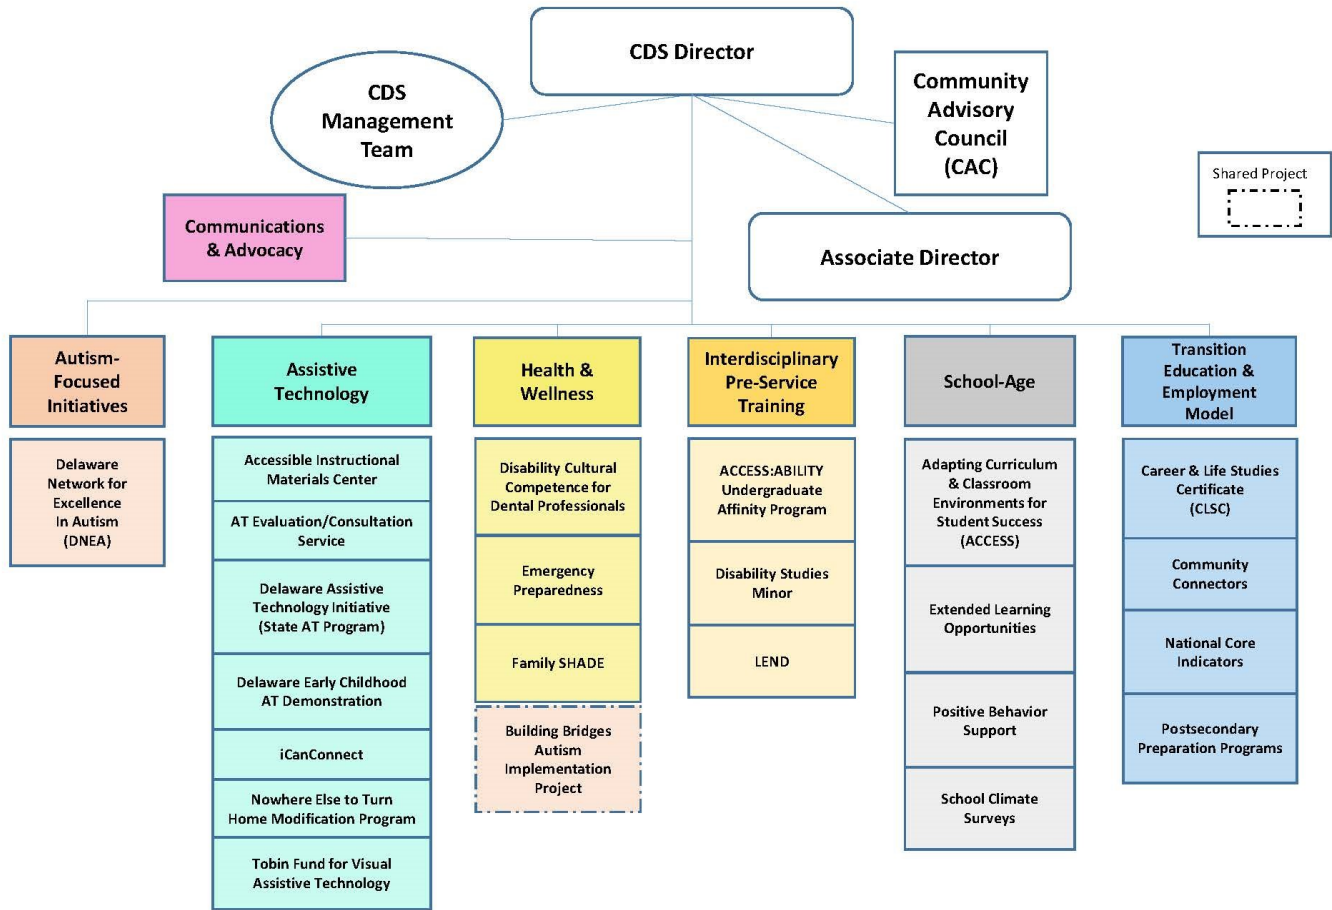 CDS Director
CDS
Management
Team
Community
Advisory
Council
(CAC)
Shared Project
Communications
& Advocacy
Associate Director
Autism-
Focused
Initiatives
Delaware
Network for
Excellence
In Autism
(DNEA)
Assistive
Technology
Accessible Instructional
Materials Center
AT Evaluation/Consultation
Service
Delaware Assistive
Technology Initiative
(State AT Program)
Delaware Early Childhood
AT Demonstration
iCanConnect
Nowhere Else to Turn
Home Modification Program
Tobin Fund for Visual
Assistive Technology
Health &
Wellness
Disability Cultural
Competence for
Dental Professionals
Emergency
Preparedness
Family SHADE
Building Bridges
Autism
Implementation
Project
Interdisciplinary
Pre-Service
Training
ACCESS:ABILITY
Undergraduate
Affinity Program
Disability Studies
Minor
LEND
School-Age
Adapting Curriculum
& Classroom
Environments for
Student Success
(ACCESS)
Extended Learning
Opportunities
Positive Behavior
Support
School Climate
Surveys
Transition
Education &
Employment
Model
Career & Life Studies
Certificate
(CLSC)
Community
Connectors
National Core
Indicators
Postsecondary
Preparation Programs